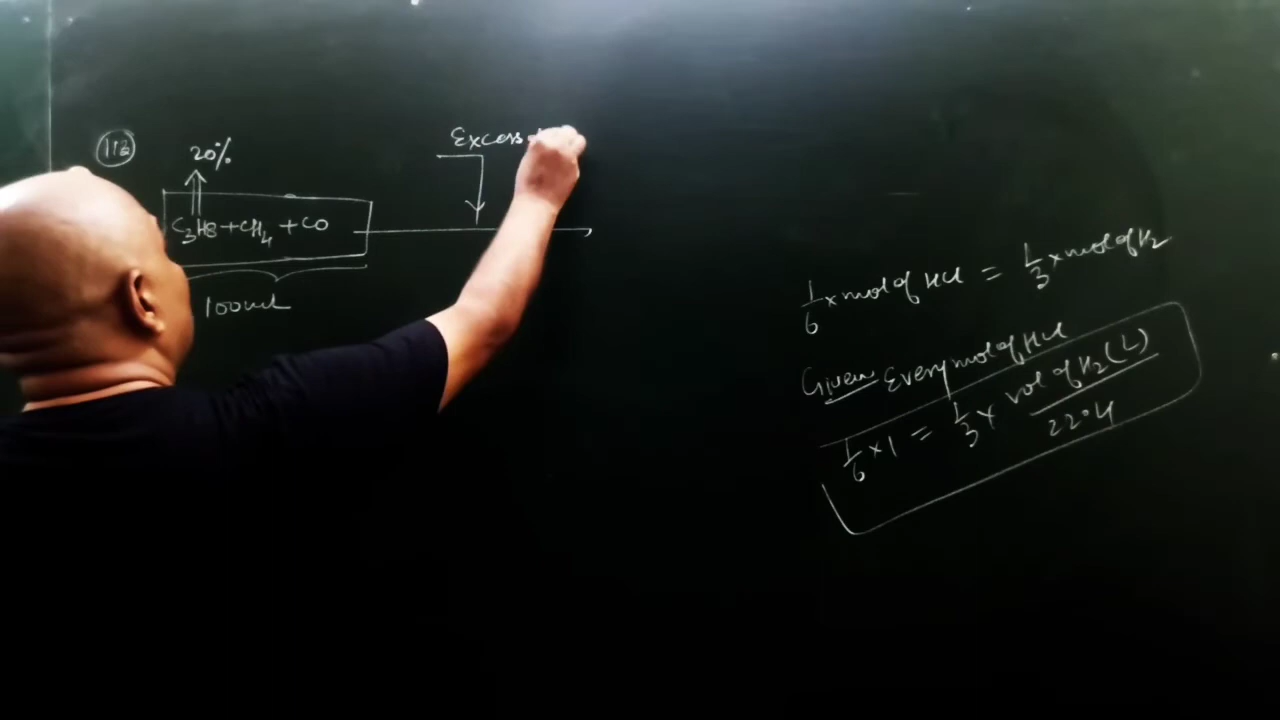 112
20%
Excess
C3H8 + CH4 + CO
100ml
1/6 × mol of HCl = 1/3 × mol of H2
Given Every mol of HCl
1/6 × 1 = 1/3 × vol of H2 (L) / 22.4